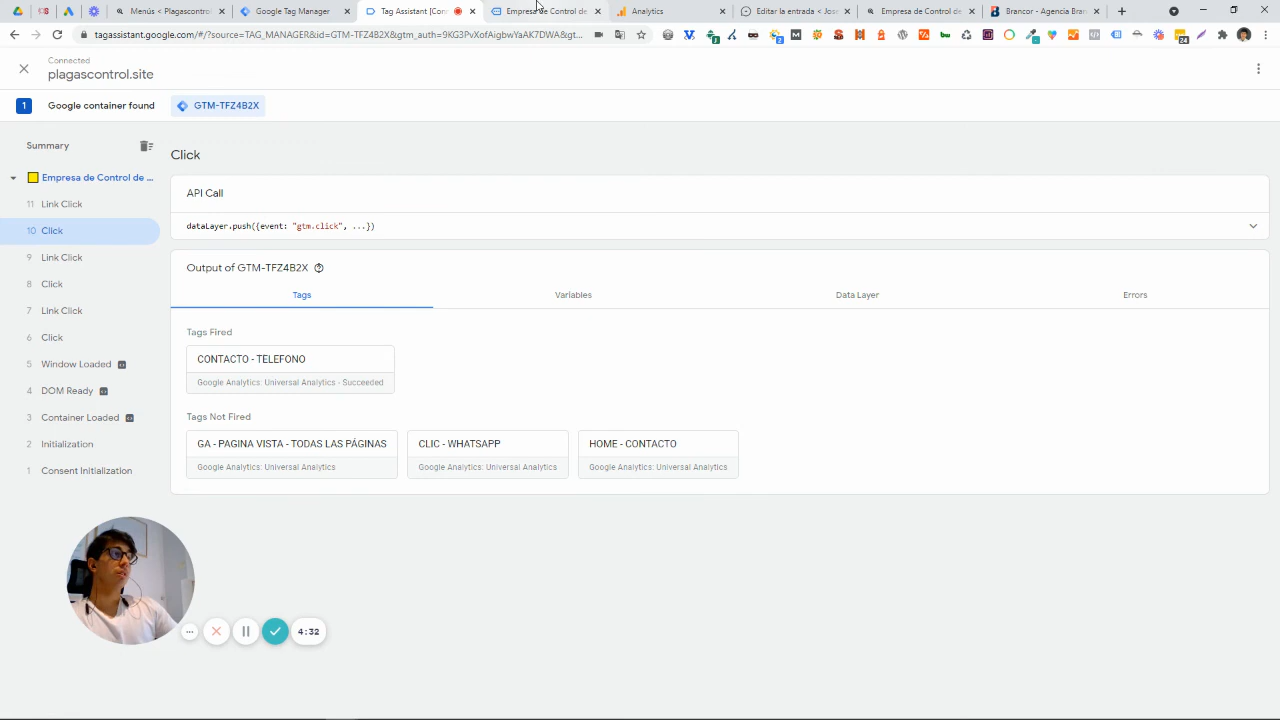 Menús < Plagascontrol
Google Tag Manager
Tag Assistant [Con
Empresa de Control de
Analytics
Editar la entrada < Jose
Empresa de Control de
Brancor - Agencia Bran
tagassistant.google.com/#/?source=TAG_MANAGER&id=GTM-TFZ4B2X&gtm_auth=9KG3PvXofAigbwYaAK7DWA&gt...
Connected
plagascontrol.site
1 Google container found GTM-TFZ4B2X
Summary
Empresa de Control de ...
11 Link Click
10 Click
9 Link Click
8 Click
7 Link Click
6 Click
5 Window Loaded
4 DOM Ready
3 Container Loaded
2 Initialization
1 Consent Initialization
Click
API Call
dataLayer.push({event: "gtm.click", ...})
Output of GTM-TFZ4B2X
Tags Variables Data Layer Errors
Tags Fired
CONTACTO - TELEFONO
Google Analytics: Universal Analytics - Succeeded
Tags Not Fired
GA - PAGINA VISTA - TODAS LAS PÁGINAS
Google Analytics: Universal Analytics
CLIC - WHATSAPP
Google Analytics: Universal Analytics
HOME - CONTACTO
Google Analytics: Universal Analytics
4:32